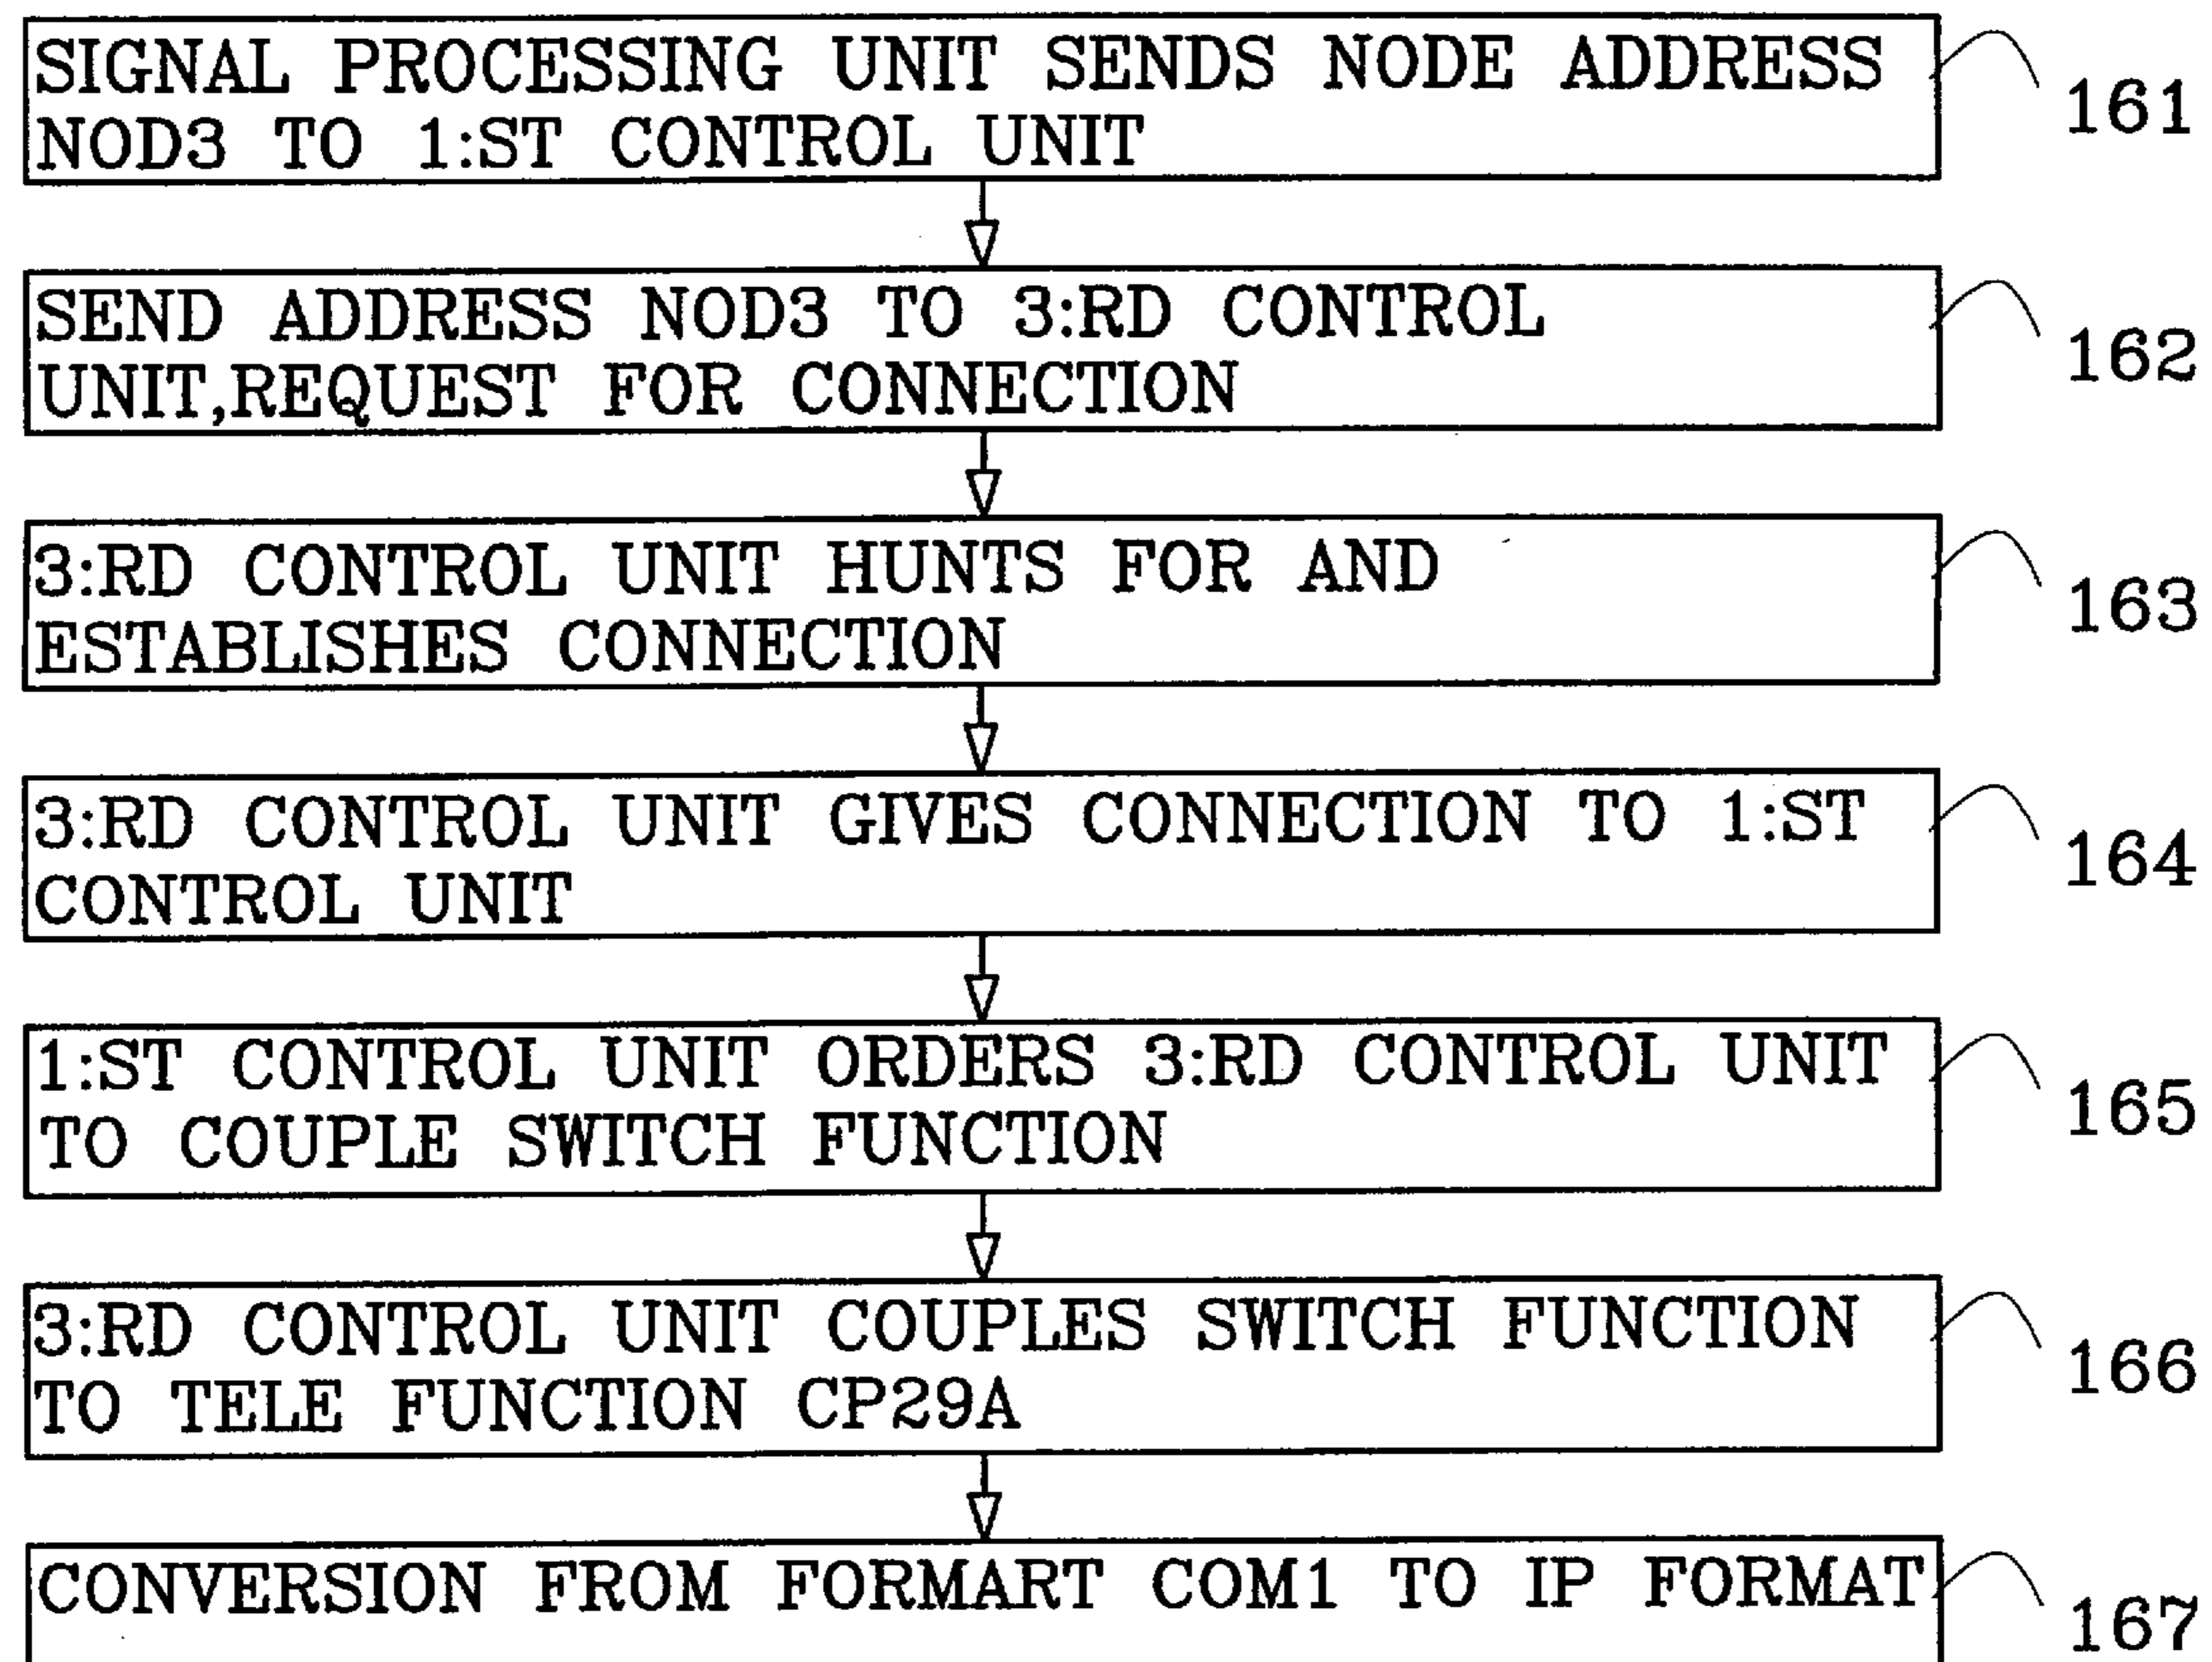 SIGNAL PROCESSING UNIT SENDS NODE ADDRESS
NOD3 TO 1:ST CONTROL UNIT
161
SEND ADDRESS NOD3 TO 3:RD CONTROL
UNIT,REQUEST FOR CONNECTION
162
3:RD CONTROL UNIT HUNTS FOR AND
ESTABLISHES CONNECTION
163
3:RD CONTROL UNIT GIVES CONNECTION TO 1:ST
CONTROL UNIT
164
1:ST CONTROL UNIT ORDERS 3:RD CONTROL UNIT
TO COUPLE SWITCH FUNCTION
165
3:RD CONTROL UNIT COUPLES SWITCH FUNCTION
TO TELE FUNCTION CP29A
166
CONVERSION FROM FORMART COM1 TO IP FORMAT
167